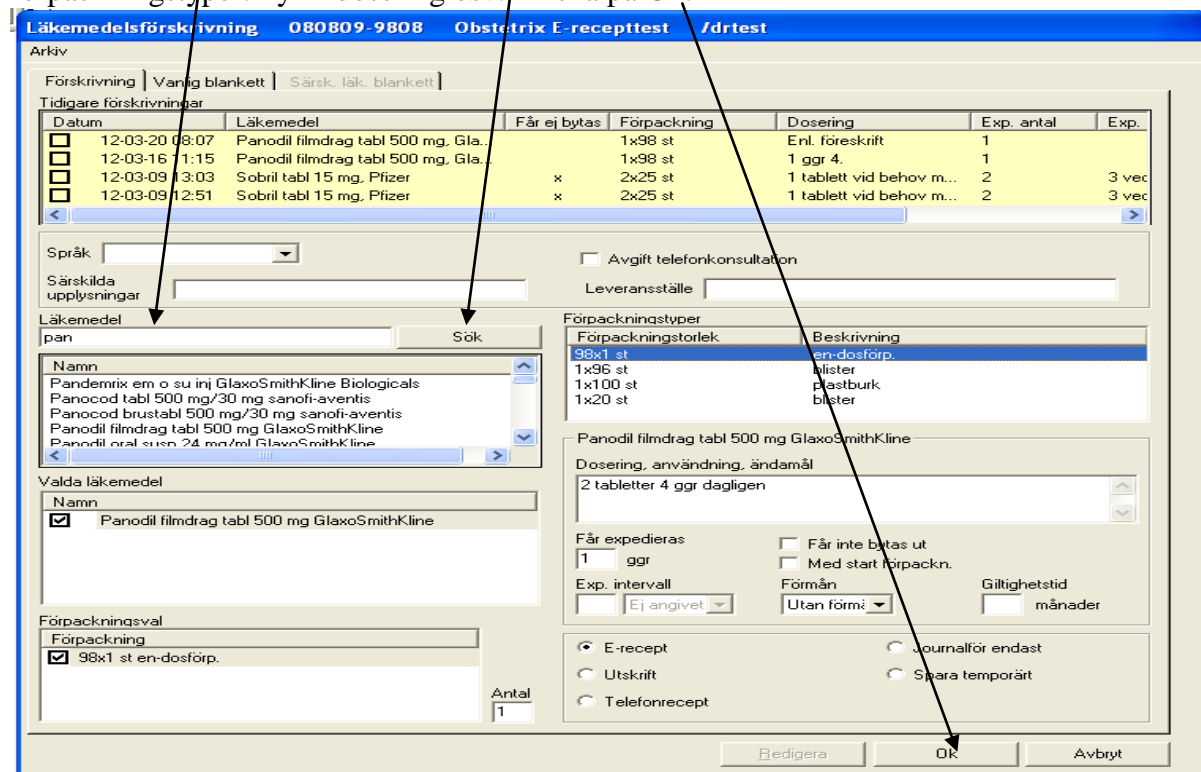 Läkemedelsförskrivning 080809-9808 Obstetrix E-recepttest /drtest
Arkiv
Förskrivning Vanlig blankett Särsk. läk. blankett
Tidigare förskrivningar
Datum Läkemedel Får ej bytas Förpackning Dosering Exp. antal Exp.
12-03-20 08:07 Panodil filmdrag tabl 500 mg, Gla... 1x98 st Enl. föreskrift 1
12-03-16 11:15 Panodil filmdrag tabl 500 mg, Gla... 1x98 st 1 ggr 4. 1
12-03-09 13:03 Sobril tabl 15 mg, Pfizer x 2x25 st 1 tablett vid behov m... 2 3 vec
12-03-09 12:51 Sobril tabl 15 mg, Pfizer x 2x25 st 1 tablett vid behov m... 2 3 vec
Språk
Avgift telefonkonsultation
Särskilda
upplysningar
Leveransställe
Läkemedel
pan Sök
Namn
Pandemrix em o su inj GlaxoSmithKline Biologicals
Panocod tabl 500 mg/30 mg sanofi-aventis
Panocod brustabl 500 mg/30 mg sanofi-aventis
Panodil filmdrag tabl 500 mg GlaxoSmithKline
Panodil oral susp 24 mg/ml GlaxoSmithKline
Förpackningstyper
Förpackningstorlek Beskrivning
98x1 st en-dosförp.
1x96 st blister
1x100 st plastburk
1x20 st blister
Valda läkemedel
Namn
Panodil filmdrag tabl 500 mg GlaxoSmithKline
Panodil filmdrag tabl 500 mg GlaxoSmithKline
Dosering, användning, ändamål
2 tabletter 4 ggr dagligen
Får expedieras
1 ggr
Får inte bytas ut
Med start förpackn.
Exp. intervall Förmån Giltighetstid
Ej angivet Utan förmå månader
Förpackningsval
Förpackning
98x1 st en-dosförp.
Antal
1
E-recept Journalför endast
Utskrift Spara temporärt
Telefonrecept
Redigera Ok Avbryt